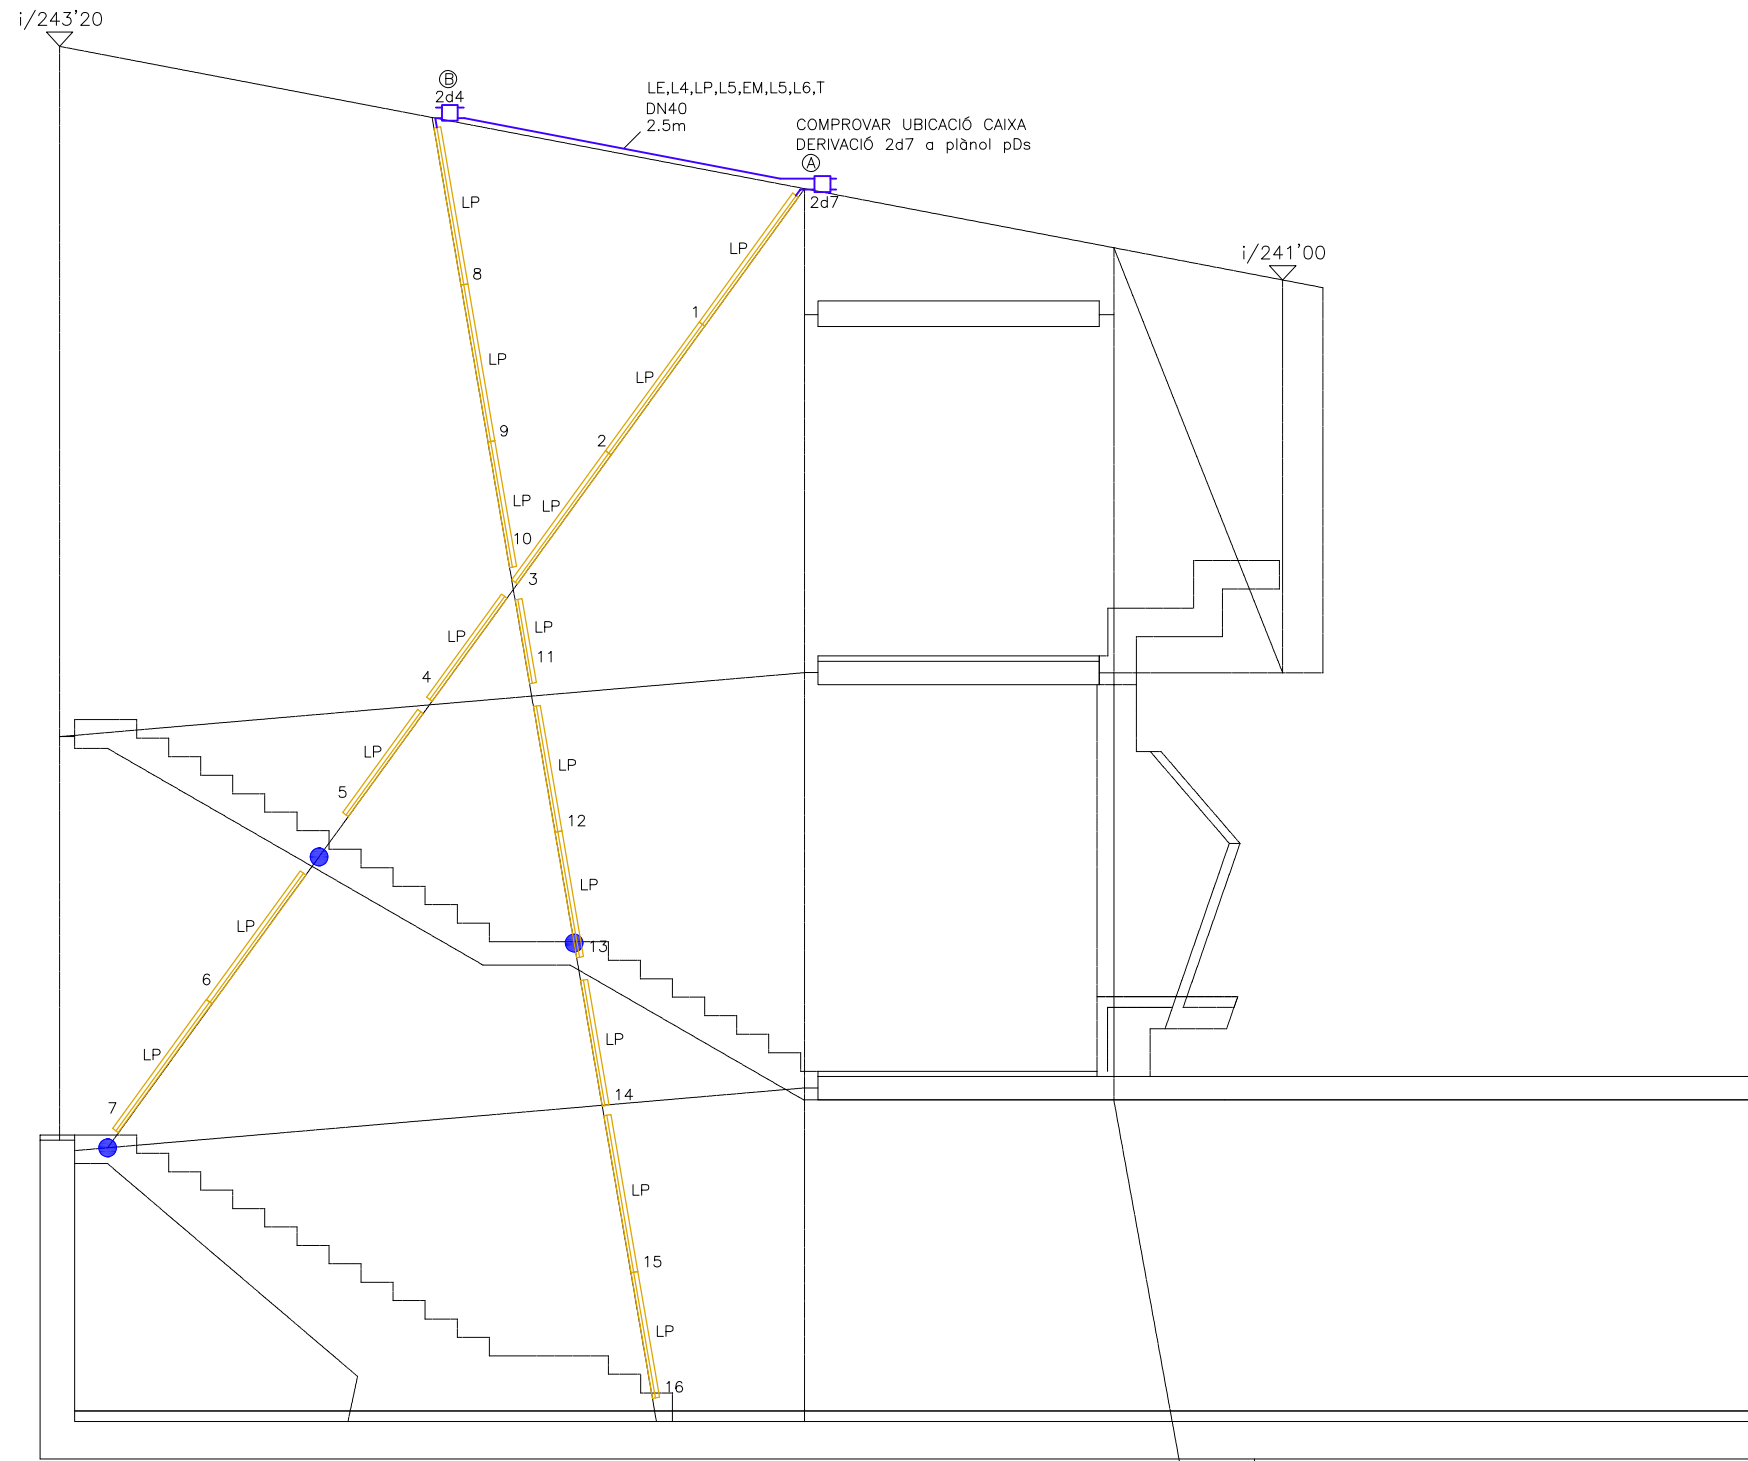 i/243'20
B
2d4
LE,L4,LP,L5,EM,L5,L6,T
DN40
2.5m
COMPROVAR UBICACIÓ CAIXA
DERIVACIÓ 2d7 a plànol pDs
A
2d7
i/241'00
LP
LP
8
1
LP
LP
9
2
LP
LP
10
3
LP
LP
11
4
LP
LP
5
12
LP
LP
13
6
LP
LP
14
7
LP
15
LP
16